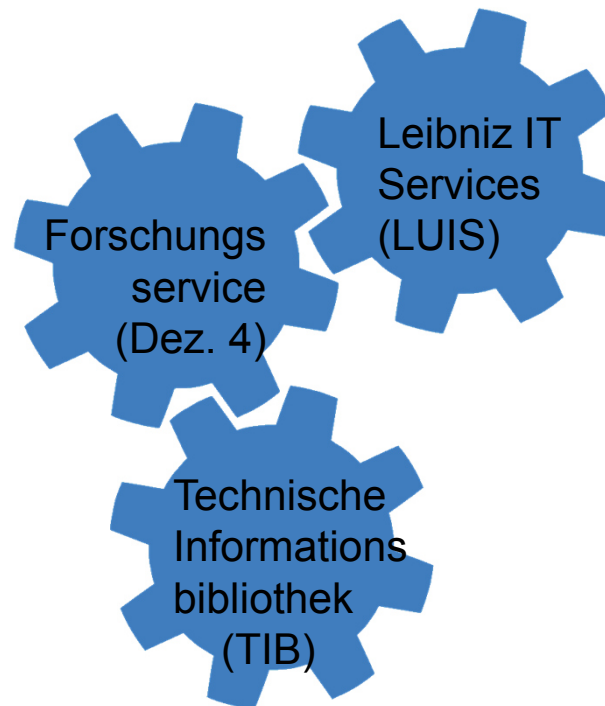 Leibniz IT
Services
(LUIS)
Forschungs
service
(Dez. 4)
Technische
Informations
bibliothek
(TIB)